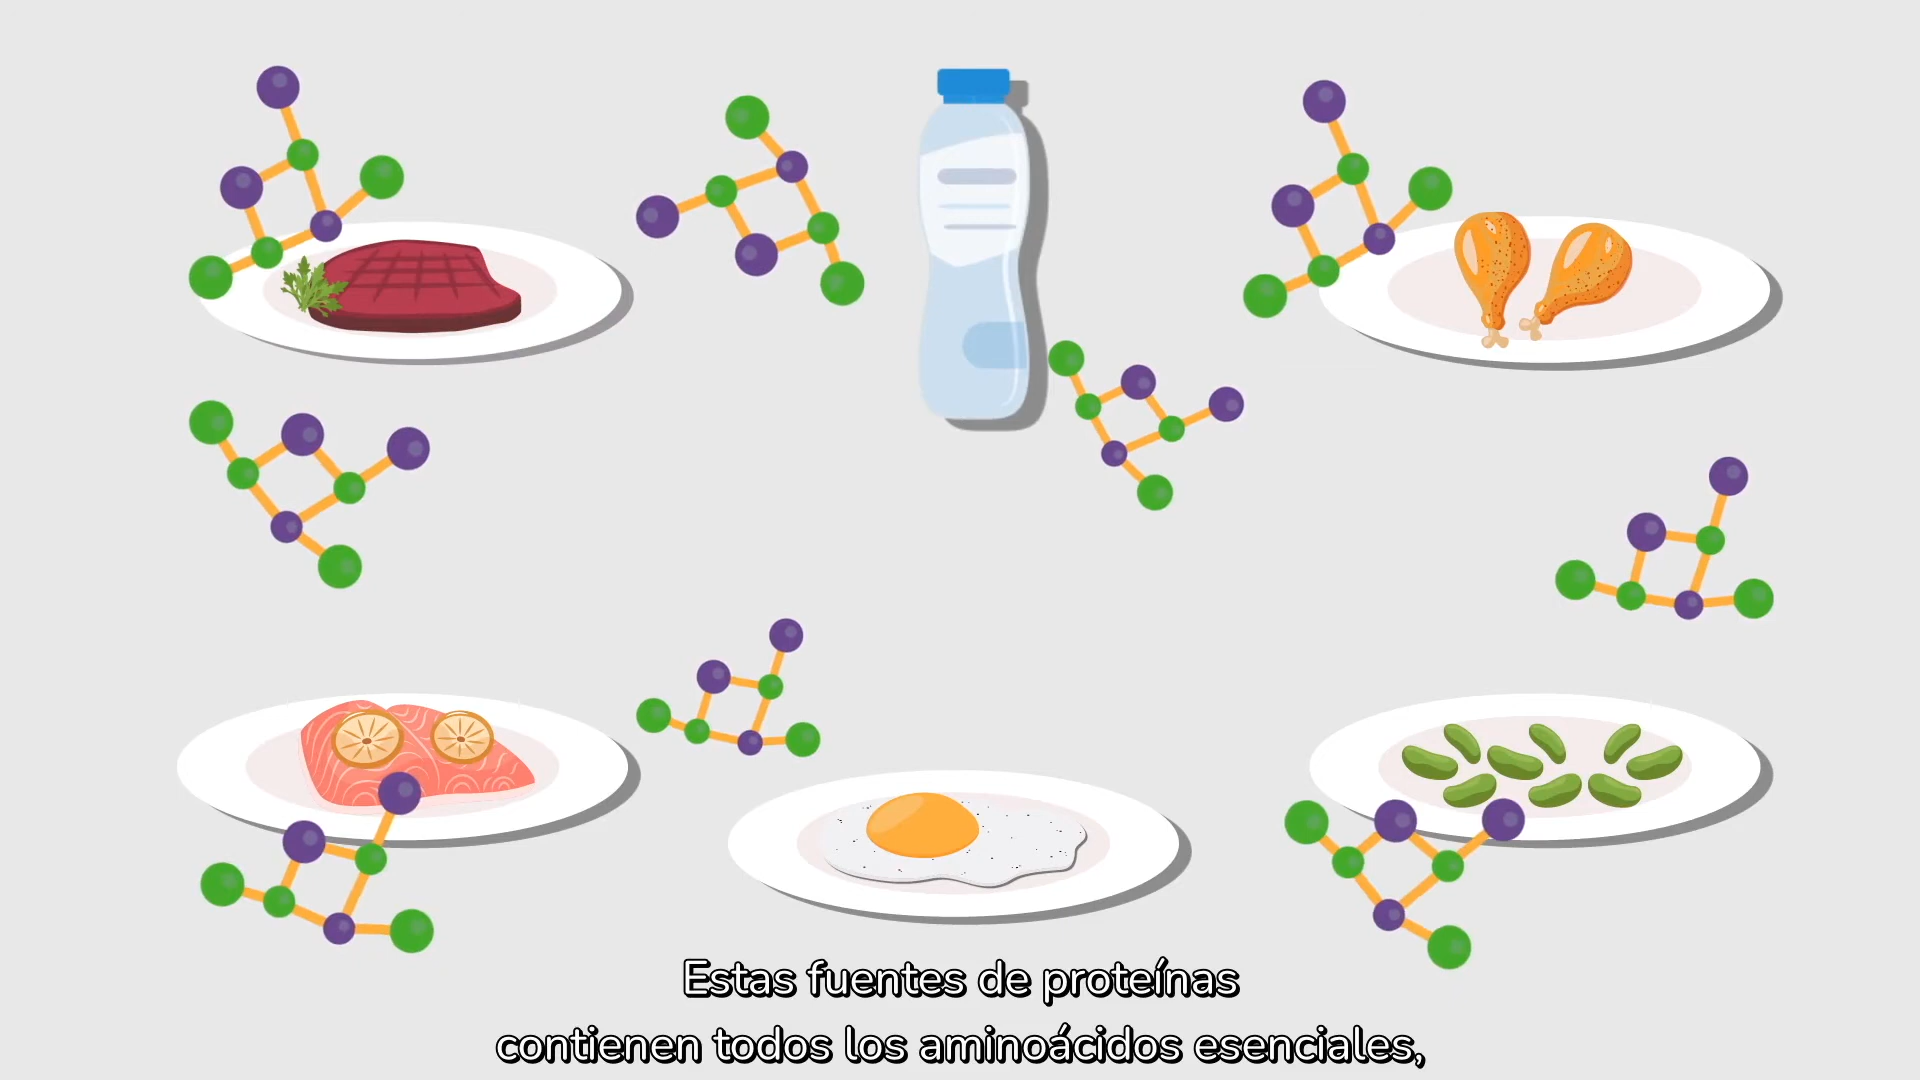 Estas fuentes de proteínas
contienen todos los aminoácidos esenciales,